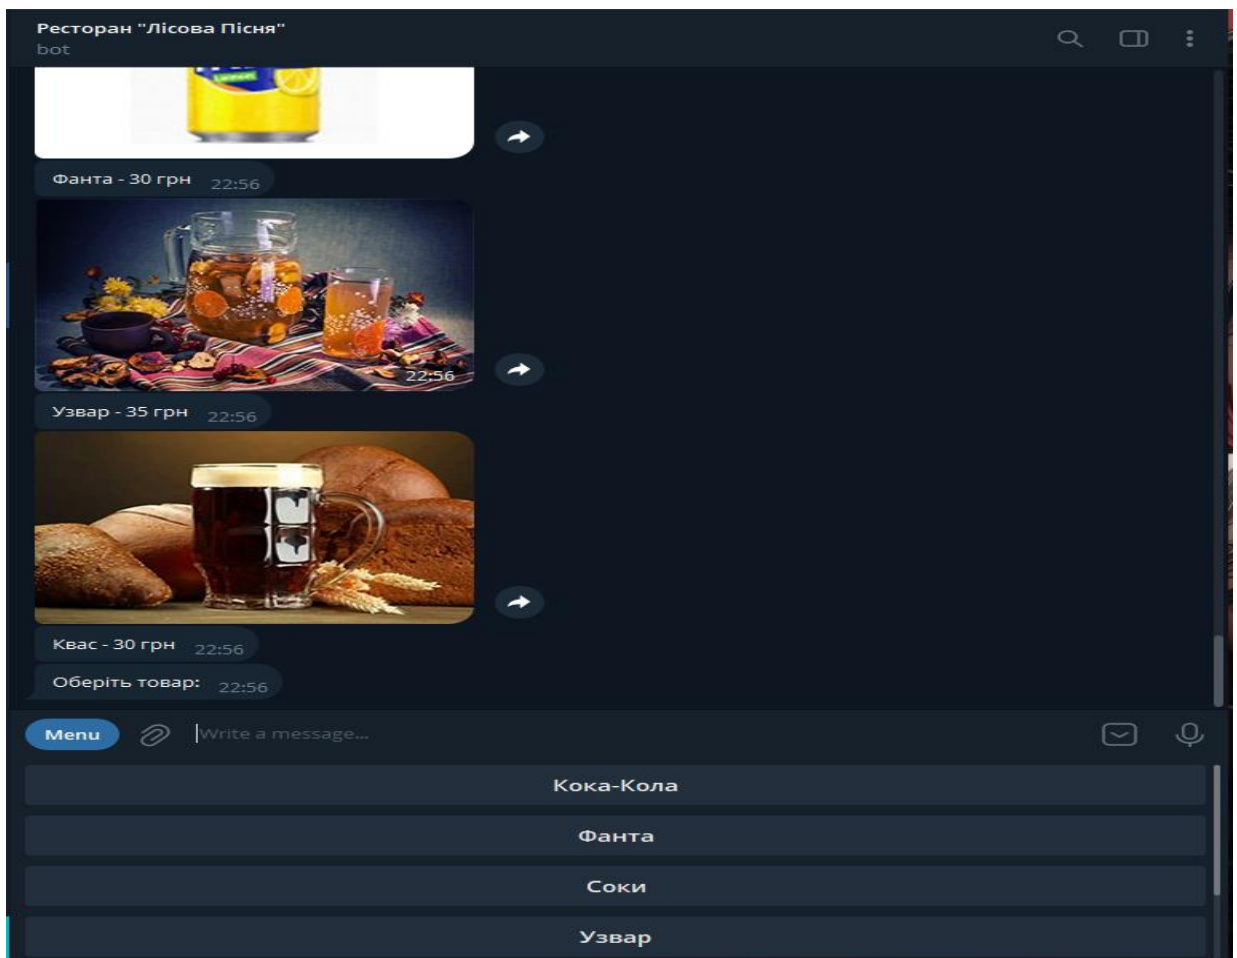 Ресторан "Лісова Пісня"
bot
Lemon
Фанта - 30 грн 22:56
22:56
Узвар - 35 грн 22:56
Квас - 30 грн 22:56
Оберіть товар: 22:56
Menu Write a message...
Кока-Кола
Фанта
Соки
Узвар